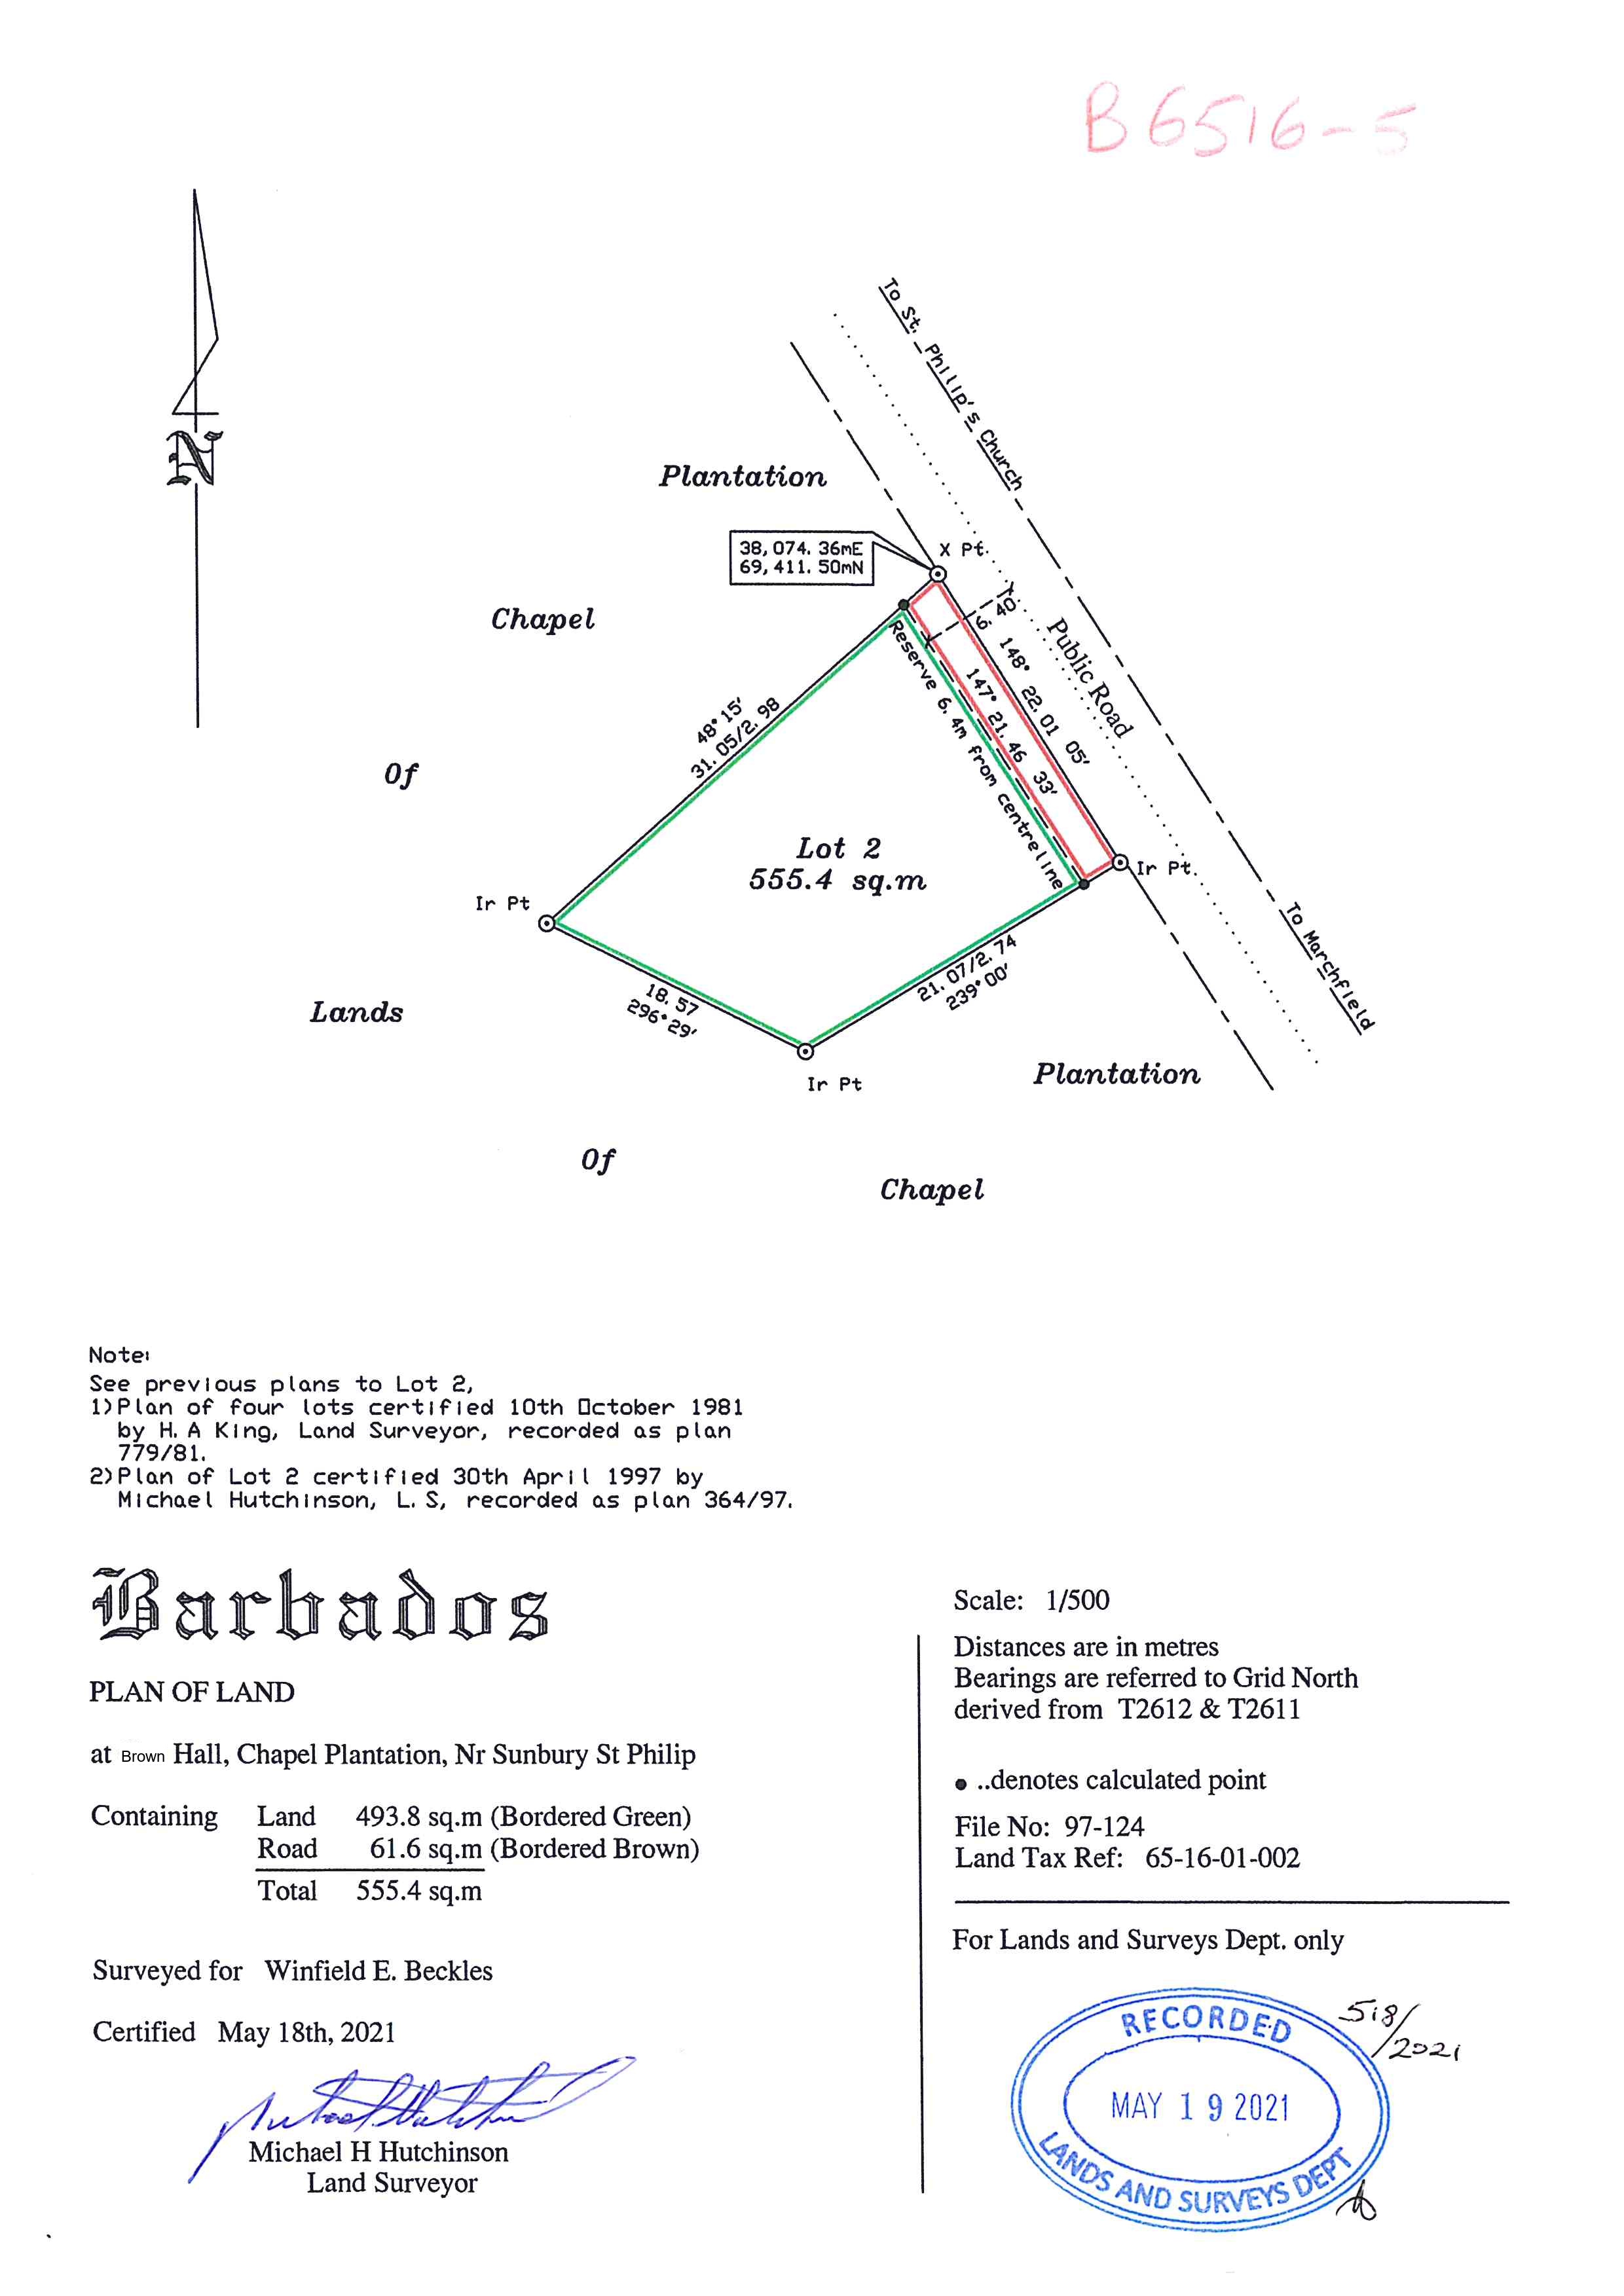 B6516-5
N
To St. Philip's Church
Plantation
38,074.36mE
69,411.50mN
X Pt.
Chapel
6.40
Public Road
148° 22.01 05'
147° 21.46 33'
Reserve 6.4m from centreline
48°15'
31.05/2.98
Of
Lot 2
555.4 sq.m
Ir Pt.
Ir Pt
To Marchfield
21.07/2.74
239°00'
18.57
296°29'
Lands
Ir Pt
Plantation
Of
Chapel
Note:
See previous plans to Lot 2,
1)Plan of four lots certified 10th October 1981
by H.A King, Land Surveyor, recorded as plan
779/81.
2)Plan of Lot 2 certified 30th April 1997 by
Michael Hutchinson, L.S, recorded as plan 364/97.
Barbados
PLAN OF LAND
at Brown Hall, Chapel Plantation, Nr Sunbury St Philip
Containing Land 493.8 sq.m (Bordered Green)
Road 61.6 sq.m (Bordered Brown)
Total 555.4 sq.m
Surveyed for Winfield E. Beckles
Certified May 18th, 2021
Michael H Hutchinson
Land Surveyor
Scale: 1/500
Distances are in metres
Bearings are referred to Grid North
derived from T2612 & T2611
● ..denotes calculated point
File No: 97-124
Land Tax Ref: 65-16-01-002
For Lands and Surveys Dept. only
518/2021
RECORDED
MAY 19 2021
LANDS AND SURVEYS DEPT